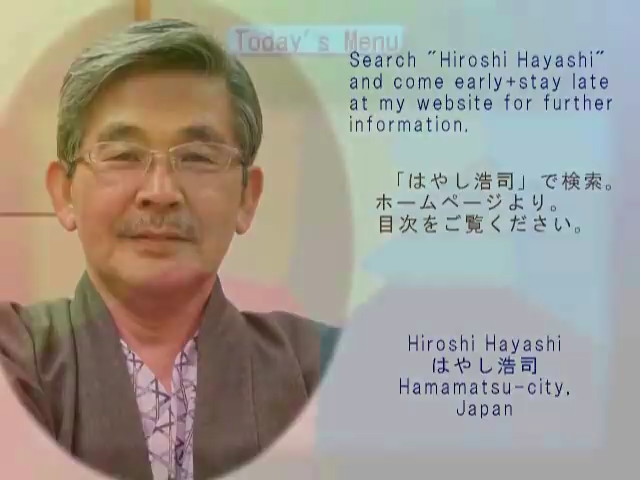 Today's Menu
Search "Hiroshi Hayashi"
and come early+stay late
at my website for further
information.
「はやし浩司」で検索。
ホームページより。
目次をご覧ください。
Hiroshi Hayashi
はやし浩司
Hamamatsu-city,
Japan